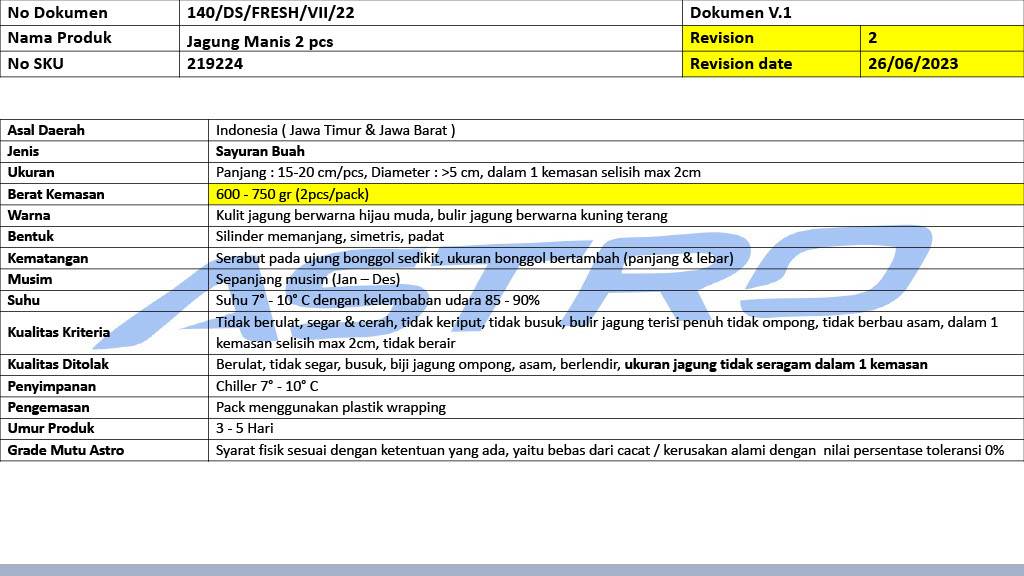 No Dokumen 140/DS/FRESH/VII/22 Dokumen V.1
Nama Produk Jagung Manis 2 pcs Revision 2
No SKU 219224 Revision date 26/06/2023
Asal Daerah Indonesia ( Jawa Timur & Jawa Barat )
Jenis Sayuran Buah
Ukuran Panjang : 15-20 cm/pcs, Diameter : >5 cm, dalam 1 kemasan selisih max 2cm
Berat Kemasan 600 - 750 gr (2pcs/pack)
Warna Kulit jagung berwarna hijau muda, bulir jagung berwarna kuning terang
Bentuk Silinder memanjang, simetris, padat
Kematangan Serabut pada ujung bonggol sedikit, ukuran bonggol bertambah (panjang & lebar)
Musim Sepanjang musim (Jan – Des)
Suhu Suhu 7° - 10° C dengan kelembaban udara 85 - 90%
Kualitas Kriteria Tidak berulat, segar & cerah, tidak keriput, tidak busuk, bulir jagung terisi penuh tidak ompong, tidak berbau asam, dalam 1
kemasan selisih max 2cm, tidak berair
Kualitas Ditolak Berulat, tidak segar, busuk, biji jagung ompong, asam, berlendir, ukuran jagung tidak seragam dalam 1 kemasan
Penyimpanan Chiller 7° - 10° C
Pengemasan Pack menggunakan plastik wrapping
Umur Produk 3 - 5 Hari
Grade Mutu Astro Syarat fisik sesuai dengan ketentuan yang ada, yaitu bebas dari cacat / kerusakan alami dengan nilai persentase toleransi 0%
ASTRO